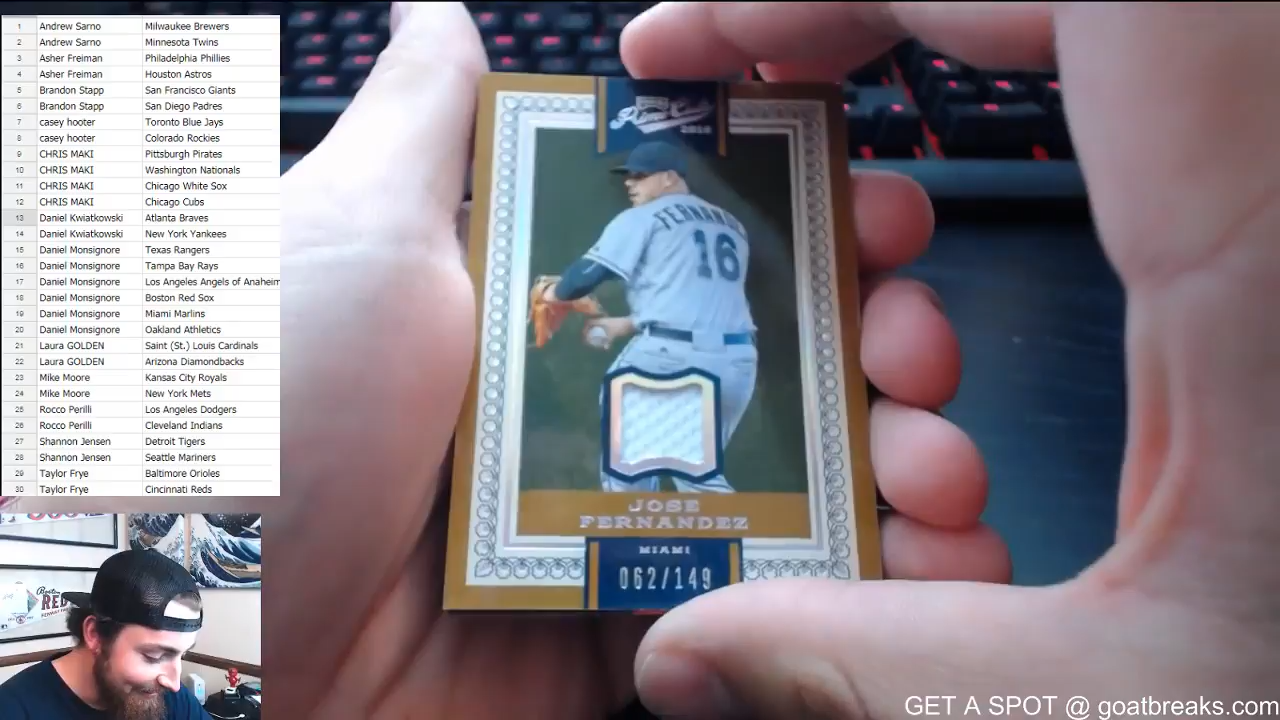 1 Andrew Sarno Milwaukee Brewers
2 Andrew Sarno Minnesota Twins
3 Asher Freiman Philadelphia Phillies
4 Asher Freiman Houston Astros
5 Brandon Stapp San Francisco Giants
6 Brandon Stapp San Diego Padres
7 casey hooter Toronto Blue Jays
8 casey hooter Colorado Rockies
9 CHRIS MAKI Pittsburgh Pirates
10 CHRIS MAKI Washington Nationals
11 CHRIS MAKI Chicago White Sox
12 CHRIS MAKI Chicago Cubs
13 Daniel Kwiatkowski Atlanta Braves
14 Daniel Kwiatkowski New York Yankees
15 Daniel Monsignore Texas Rangers
16 Daniel Monsignore Tampa Bay Rays
17 Daniel Monsignore Los Angeles Angels of Anaheim
18 Daniel Monsignore Boston Red Sox
19 Daniel Monsignore Miami Marlins
20 Daniel Monsignore Oakland Athletics
21 Laura GOLDEN Saint (St.) Louis Cardinals
22 Laura GOLDEN Arizona Diamondbacks
23 Mike Moore Kansas City Royals
24 Mike Moore New York Mets
25 Rocco Perilli Los Angeles Dodgers
26 Rocco Perilli Cleveland Indians
27 Shannon Jensen Detroit Tigers
28 Shannon Jensen Seattle Mariners
29 Taylor Frye Baltimore Orioles
30 Taylor Frye Cincinnati Reds
Prime Cuts
2016
16
JOSE
FERNANDEZ
MIAMI
062/149
Boston
RED
GET A SPOT @ goatbreaks.com